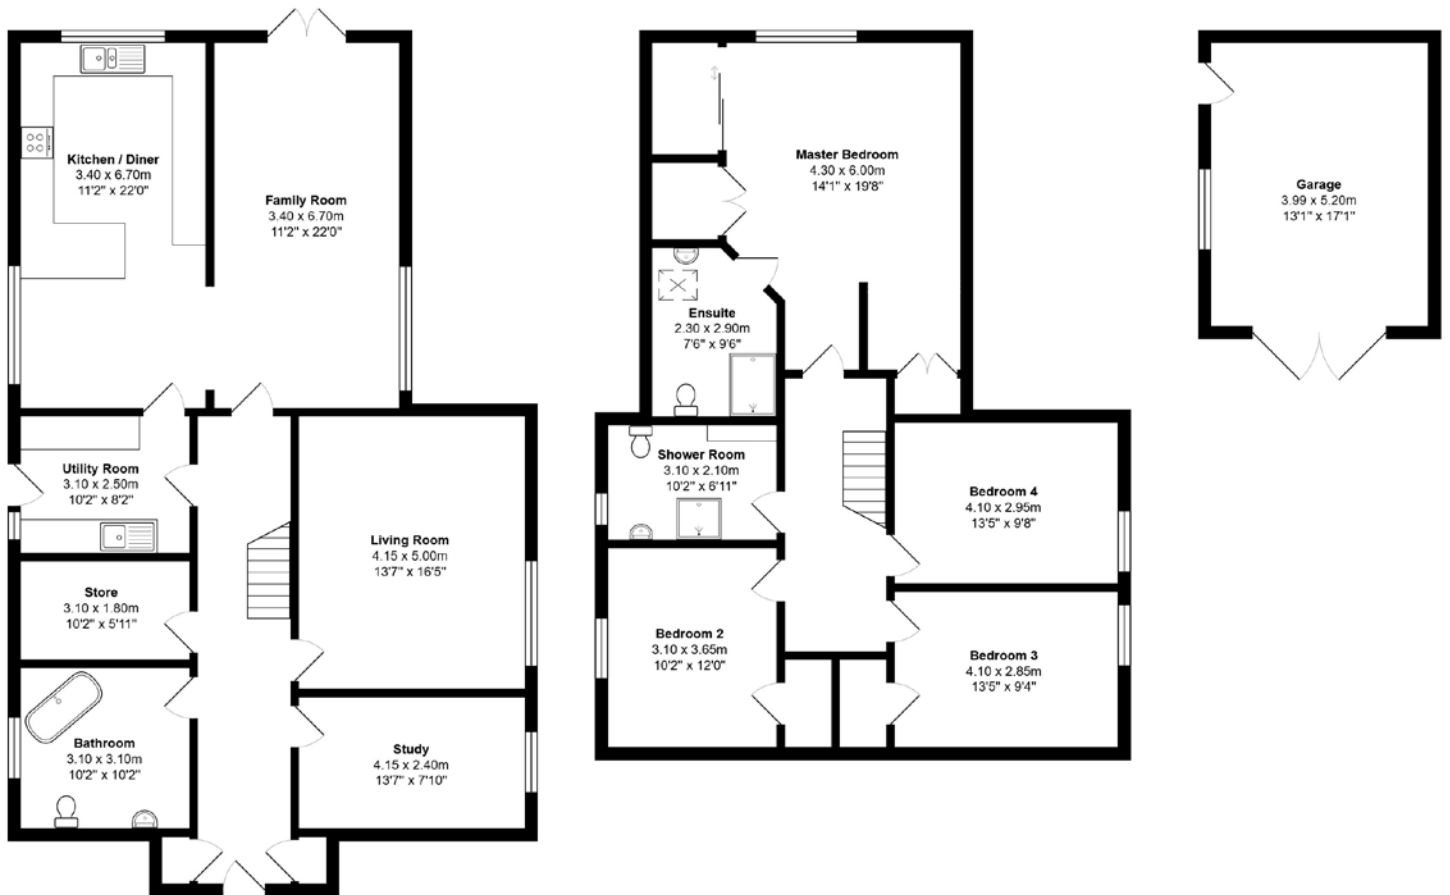 Kitchen / Diner
3.40 x 6.70m
11'2" x 22'0"
Family Room
3.40 x 6.70m
11'2" x 22'0"
Utility Room
3.10 x 2.50m
10'2" x 8'2"
Living Room
4.15 x 5.00m
13'7" x 16'5"
Store
3.10 x 1.80m
10'2" x 5'11"
Bathroom
3.10 x 3.10m
10'2" x 10'2"
Study
4.15 x 2.40m
13'7" x 7'10"
Master Bedroom
4.30 x 6.00m
14'1" x 19'8"
Ensuite
2.30 x 2.90m
7'6" x 9'6"
Shower Room
3.10 x 2.10m
10'2" x 6'11"
Bedroom 4
4.10 x 2.95m
13'5" x 9'8"
Bedroom 2
3.10 x 3.65m
10'2" x 12'0"
Bedroom 3
4.10 x 2.85m
13'5" x 9'4"
Garage
3.99 x 5.20m
13'1" x 17'1"